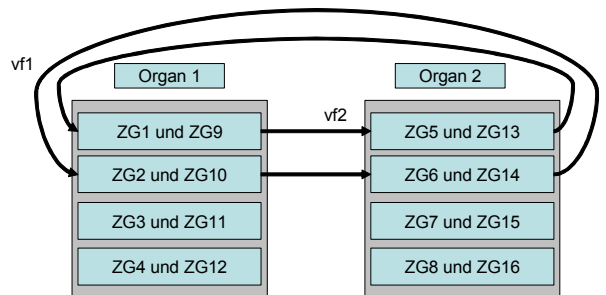 vf1
Organ 1
Organ 2
vf2
ZG1 und ZG9
ZG5 und ZG13
ZG2 und ZG10
ZG6 und ZG14
ZG3 und ZG11
ZG7 und ZG15
ZG4 und ZG12
ZG8 und ZG16